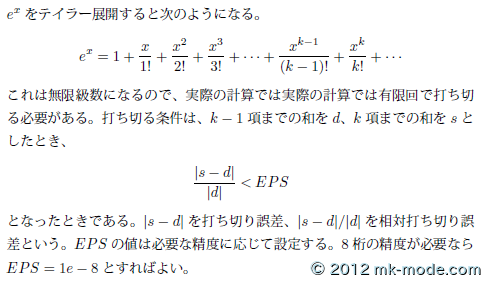 e^x をテイラー展開すると次のようになる。
e^x = 1 + x/1! + x^2/2! + x^3/3! + ⋯ + x^{k−1}/(k−1)! + x^k/k! + ⋯
これは無限級数になるので、実際の計算では実際の計算では有限回で打ち切
る必要がある。打ち切る条件は、k − 1 項までの和を d、k 項までの和を s と
したとき、
|s − d|/|d| < EPS
となったときである。|s − d| を打ち切り誤差、|s − d|/|d| を相対打ち切り誤
差という。EPS の値は必要な精度に応じて設定する。8 桁の精度が必要なら
EPS = 1e − 8 とすればよい。
© 2012 mk-mode.com